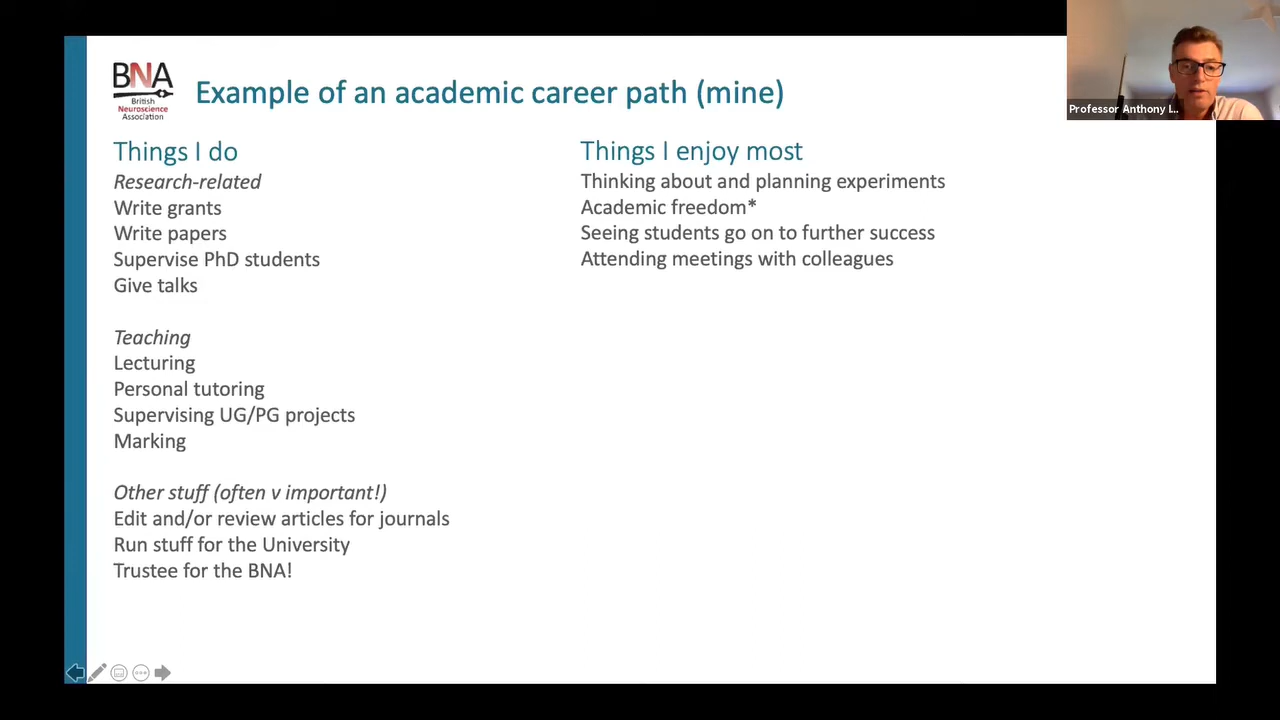 BNA
British
Neuroscience
Association
Example of an academic career path (mine)
Things I do
Research-related
Write grants
Write papers
Supervise PhD students
Give talks
Teaching
Lecturing
Personal tutoring
Supervising UG/PG projects
Marking
Other stuff (often v important!)
Edit and/or review articles for journals
Run stuff for the University
Trustee for the BNA!
Things I enjoy most
Thinking about and planning experiments
Academic freedom*
Seeing students go on to further success
Attending meetings with colleagues
Professor Anthony I...